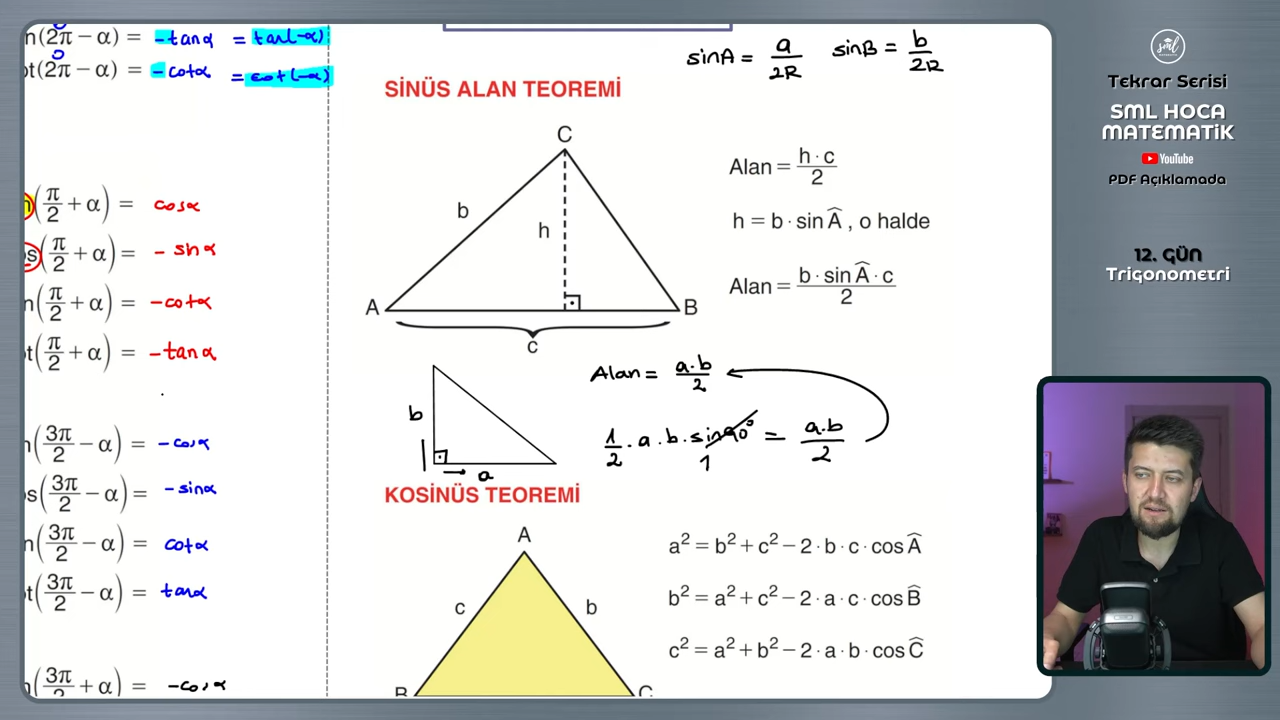 n(2π − α) = -tanα = tan(-α)
ot(2π − α) = -cotα = cot(-α)
n(π/2 + α) = cosα
os(π/2 + α) = - sinα
n(π/2 + α) = -cotα
ot(π/2 + α) = -tanα
n(3π/2 − α) = -cosα
os(3π/2 − α) = -sinα
n(3π/2 − α) = cotα
ot(3π/2 − α) = tanα
n(3π/2 + α) = -cosα
sinA = a/2R sinB = b/2R
SİNÜS ALAN TEOREMİ
C
b
h
A
B
c
Alan = h · c / 2
h = b · sin Â , o halde
Alan = b · sin Â · c / 2
b
a
Alan = a.b/2
1/2 . a . b . sin90° = a.b/2
1
KOSİNÜS TEOREMİ
A
c
b
B
C
a² = b² + c² − 2 · b · c · cos Â
b² = a² + c² − 2 · a · c · cos B̂
c² = a² + b² − 2 · a · b · cos Ĉ
sml
Tekrar Serisi
SML HOCA
MATEMATİK
YouTube
PDF Açıklamada
12. GÜN
Trigonometri